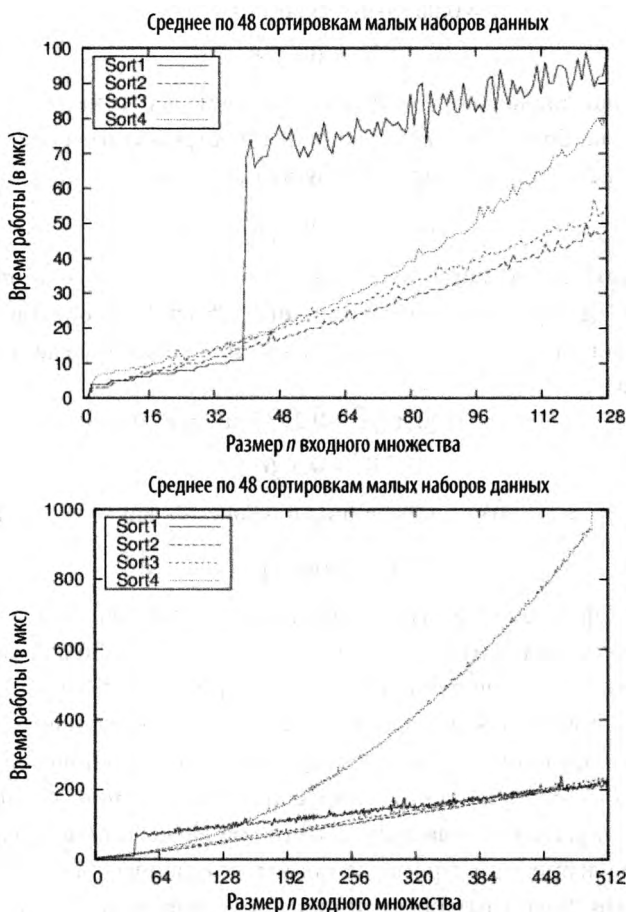 Среднее по 48 сортировкам малых наборов данных
100
90
80
70
60
50
40
30
20
10
0
Время работы (в мкс)
Sort1
Sort2
Sort3
Sort4
0 16 32 48 64 80 96 112 128
Размер n входного множества
Среднее по 48 сортировкам малых наборов данных
1000
800
600
400
200
0
Время работы (в мкс)
Sort1
Sort2
Sort3
Sort4
0 64 128 192 256 320 384 448 512
Размер n входного множества